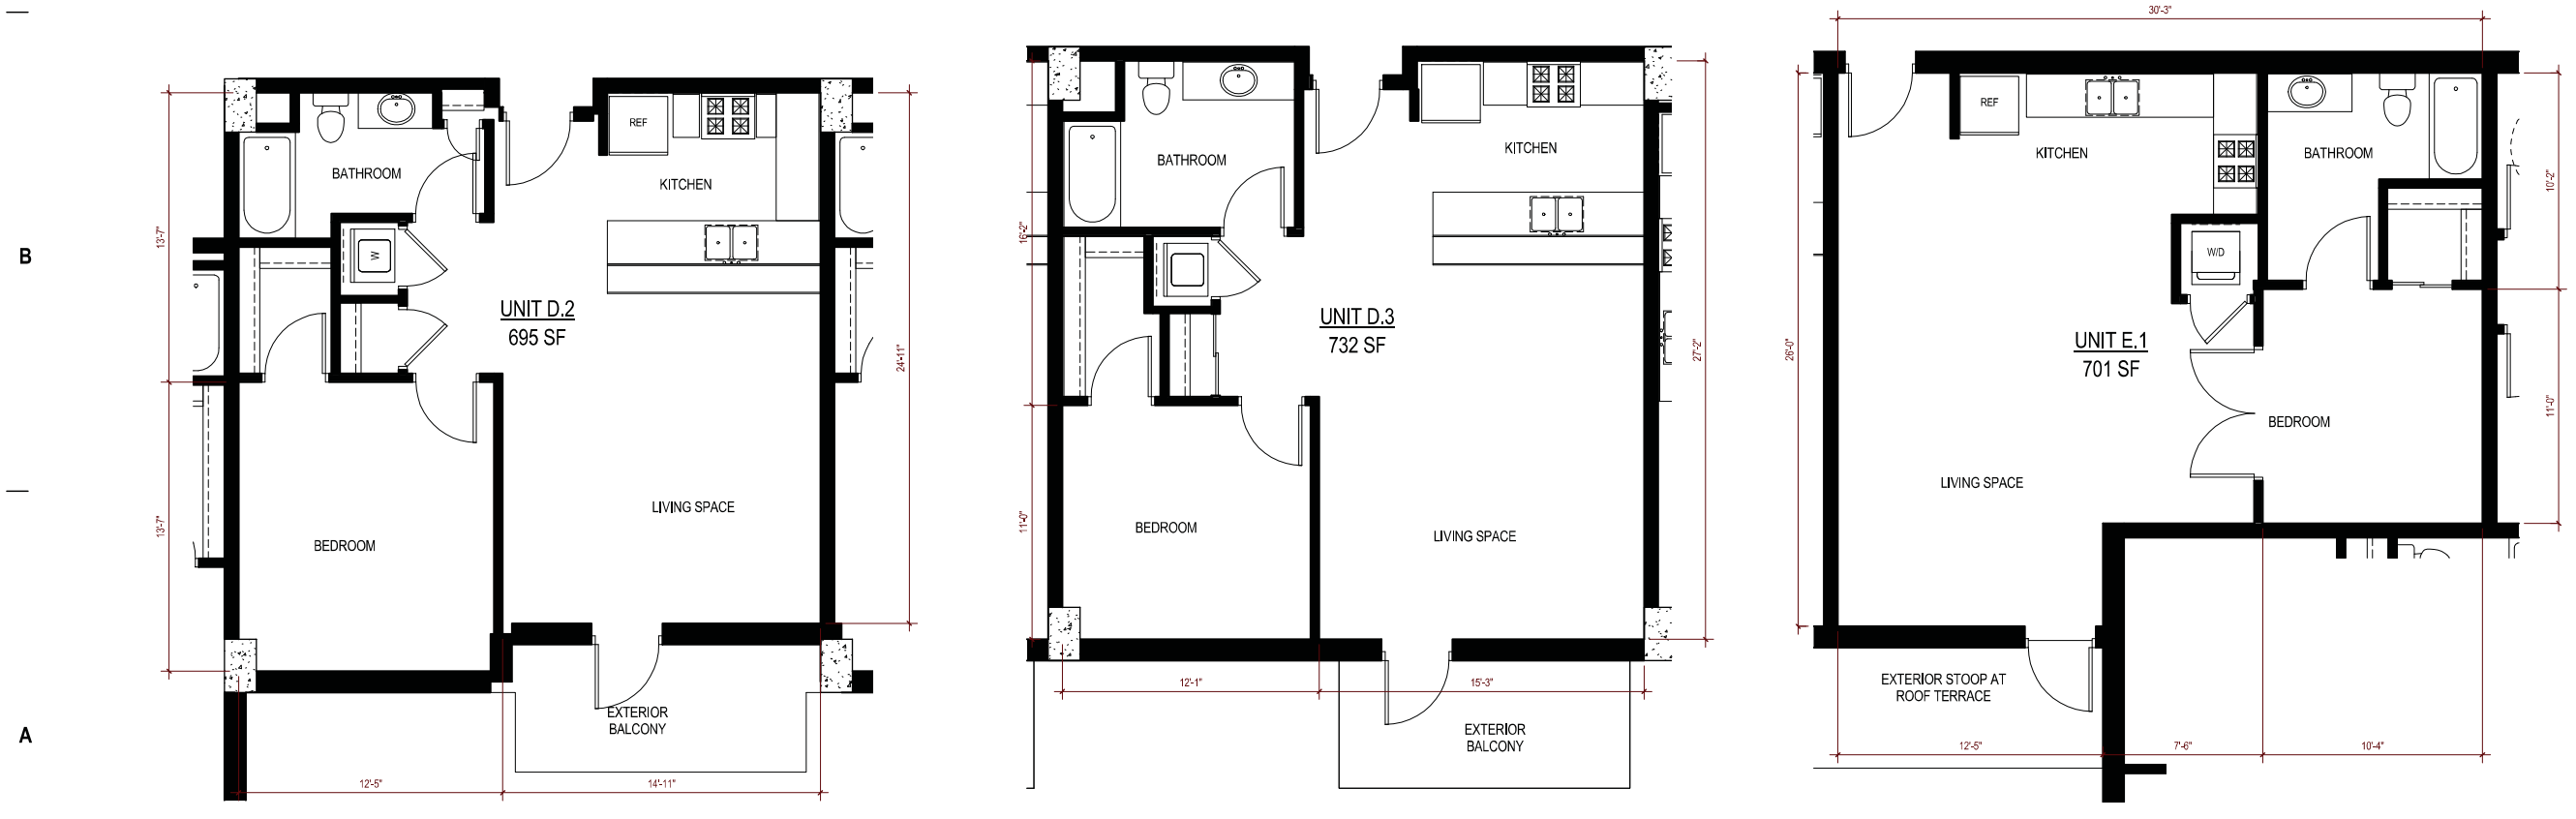 B
A
13'-7"
13'-7"
24'-11"
12'-5"
14'-11"
BATHROOM
REF
KITCHEN
W
UNIT D.2
695 SF
LIVING SPACE
BEDROOM
EXTERIOR
BALCONY
16'-2"
11'-0"
27'-2"
12'-1"
15'-3"
BATHROOM
KITCHEN
UNIT D.3
732 SF
BEDROOM
LIVING SPACE
EXTERIOR
BALCONY
30'-3"
26'-0"
10'-2"
11'-0"
REF
KITCHEN
BATHROOM
W/D
UNIT E.1
701 SF
BEDROOM
LIVING SPACE
EXTERIOR STOOP AT
ROOF TERRACE
12'-5"
7'-6"
10'-4"